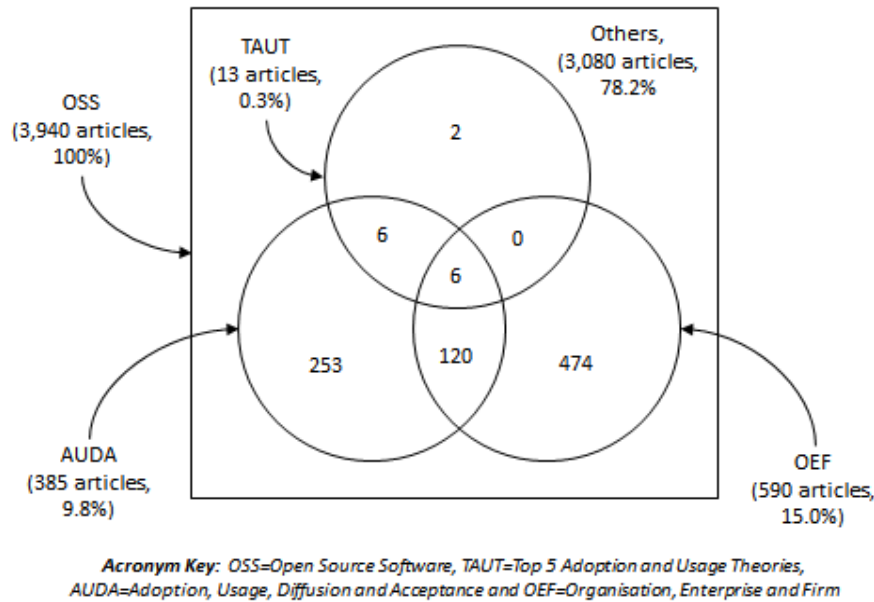 TAUT
(13 articles,
0.3%)
Others,
(3,080 articles,
78.2%
OSS
(3,940 articles,
100%)
2
6
0
6
253
120
474
AUDA
(385 articles,
9.8%)
OEF
(590 articles,
15.0%)
Acronym Key: OSS=Open Source Software, TAUT=Top 5 Adoption and Usage Theories,
AUDA=Adoption, Usage, Diffusion and Acceptance and OEF=Organisation, Enterprise and Firm